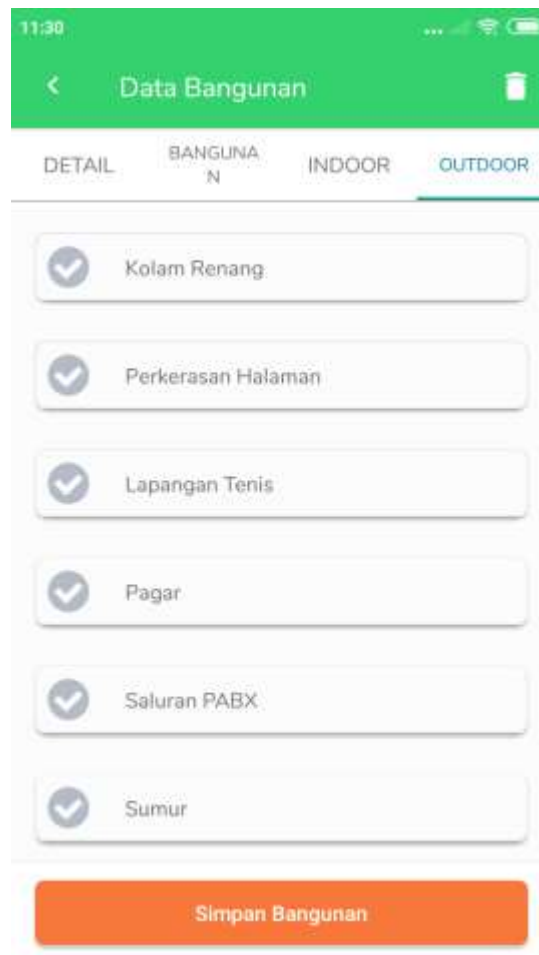 11:30
Data Bangunan
DETAIL
BANGUNA
N
INDOOR
OUTDOOR
Kolam Renang
Perkerasan Halaman
Lapangan Tenis
Pagar
Saluran PABX
Sumur
Simpan Bangunan